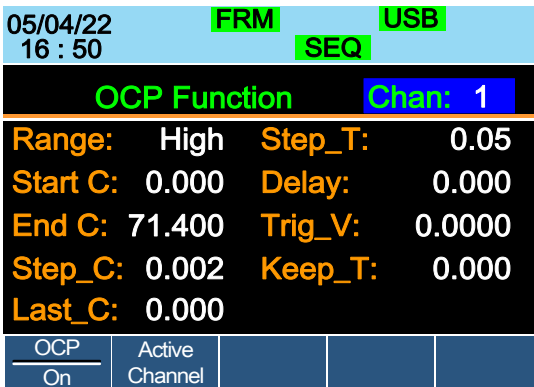 05/04/22 FRM USB
16 : 50 SEQ
OCP Function Chan: 1
Range: High Step_T: 0.05
Start C: 0.000 Delay: 0.000
End C: 71.400 Trig_V: 0.0000
Step_C: 0.002 Keep_T: 0.000
Last_C: 0.000
OCP Active
On Channel